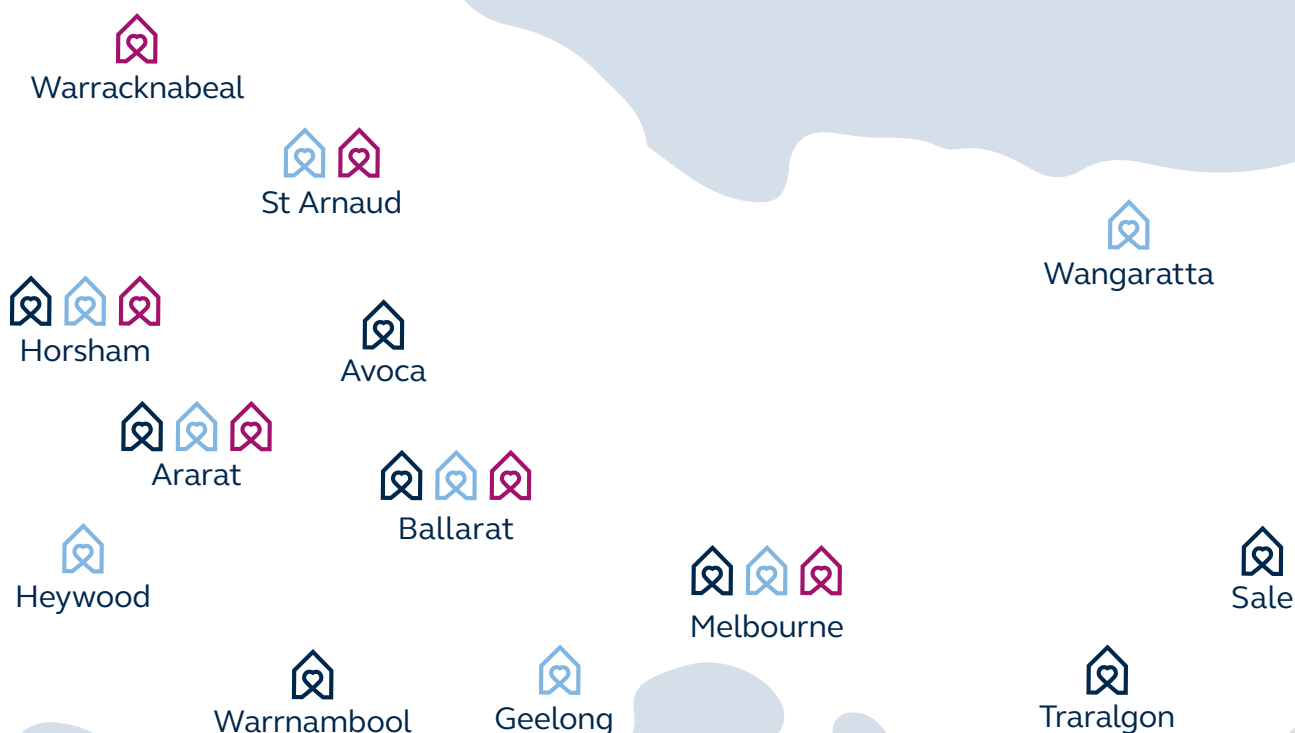 Warracknabeal
St Arnaud
Wangaratta
Horsham
Avoca
Ararat
Ballarat
Heywood
Sale
Melbourne
Warrnambool
Geelong
Traralgon